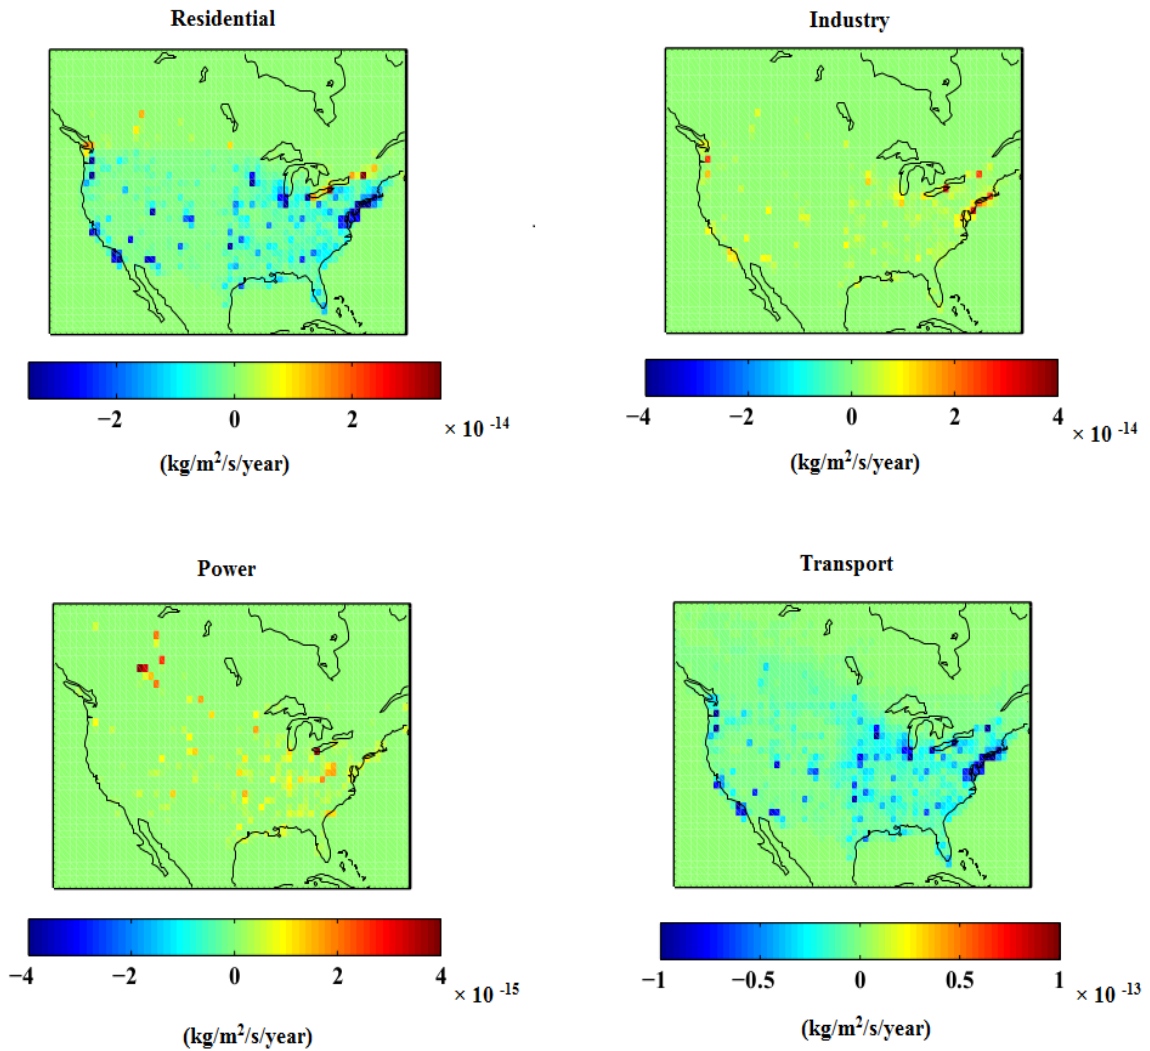 Residential
Industry
−2 0 2 × 10 -14
(kg/m²/s/year)
−4 −2 0 2 4 × 10 -14
(kg/m²/s/year)
Power
Transport
−4 −2 0 2 4 × 10 -15
(kg/m²/s/year)
−1 −0.5 0 0.5 1 × 10 -13
(kg/m²/s/year)